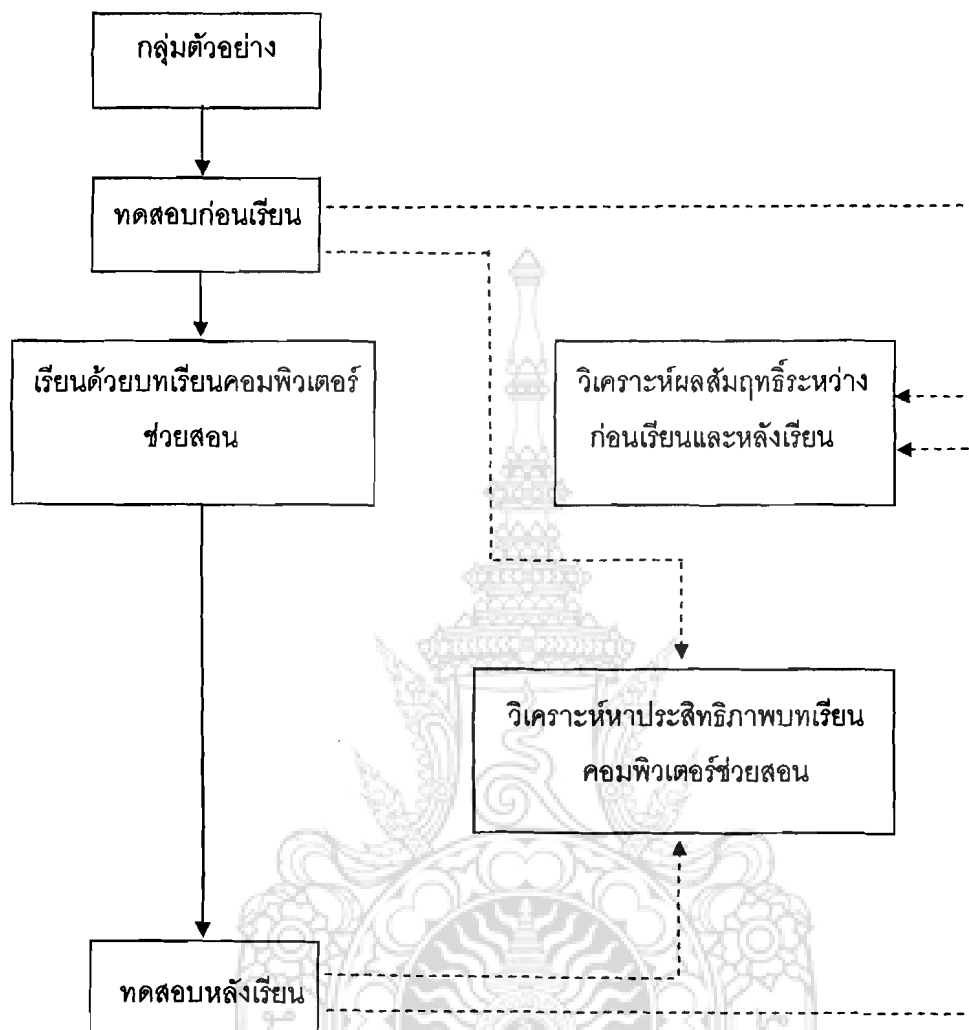 กลุ่มตัวอย่าง
ทดสอบก่อนเรียน
เรียนด้วยบทเรียนคอมพิวเตอร์
ช่วยสอน
วิเคราะห์ผลสัมฤทธิ์ระหว่าง
ก่อนเรียนและหลังเรียน
วิเคราะห์หาประสิทธิภาพบทเรียน
คอมพิวเตอร์ช่วยสอน
ทดสอบหลังเรียน